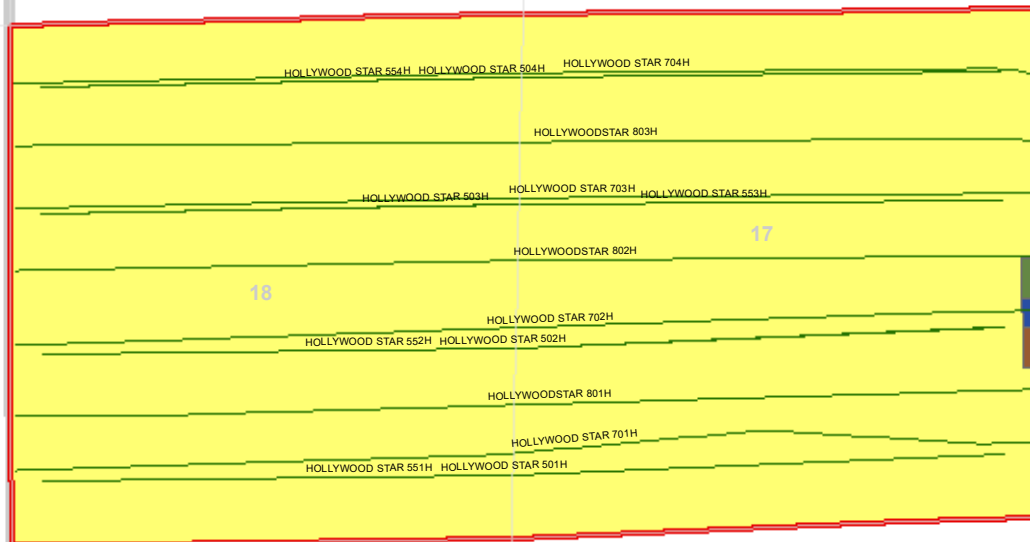 HOLLYWOOD STAR 554H HOLLYWOOD STAR 504H HOLLYWOOD STAR 704H
HOLLYWOODSTAR 803H
HOLLYWOOD STAR 503H HOLLYWOOD STAR 703H HOLLYWOOD STAR 553H
17
HOLLYWOODSTAR 802H
18
HOLLYWOOD STAR 702H
HOLLYWOOD STAR 552H HOLLYWOOD STAR 502H
HOLLYWOODSTAR 801H
HOLLYWOOD STAR 701H
HOLLYWOOD STAR 551H HOLLYWOOD STAR 501H